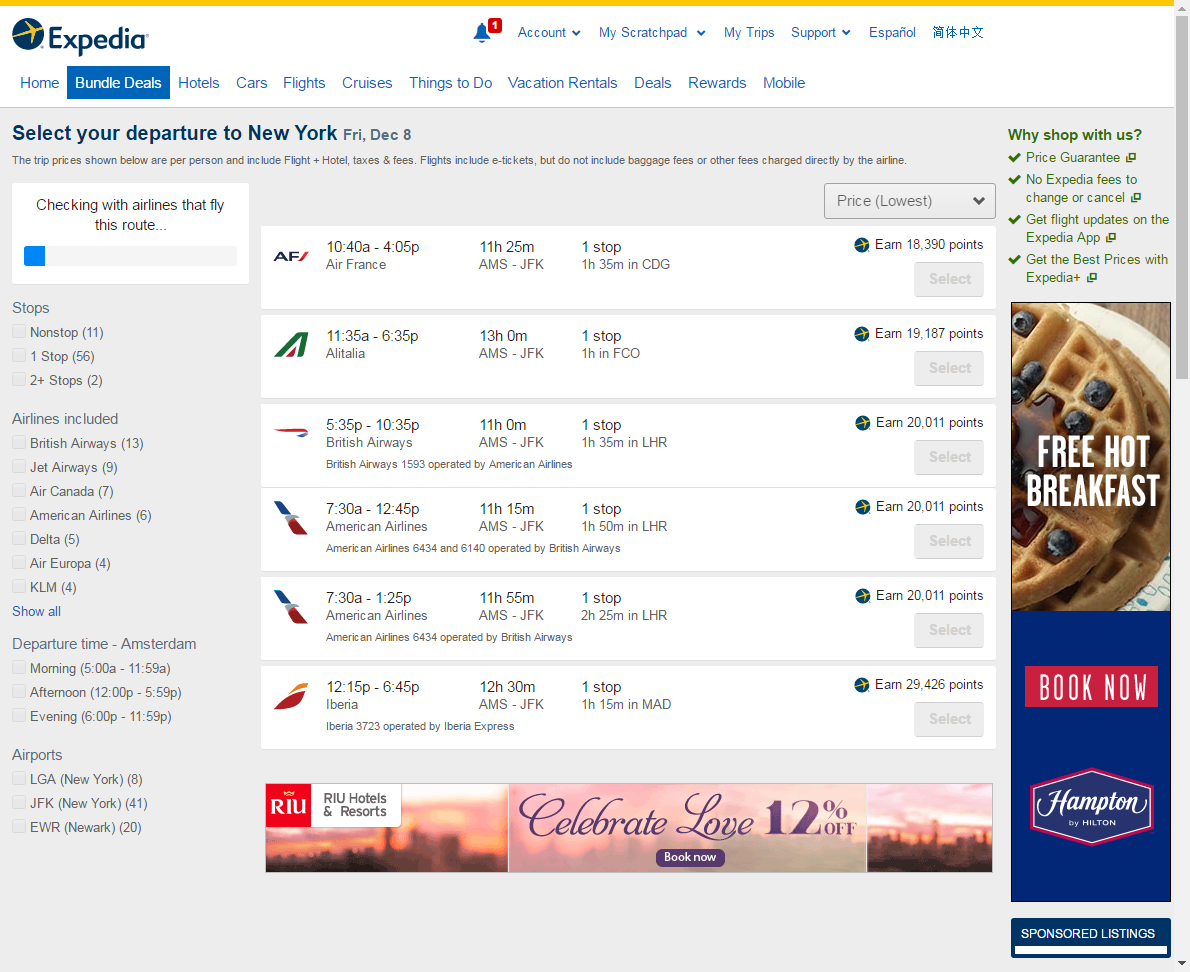 Expedia
1
Account
My Scratchpad
My Trips
Support
Español
简体中文
Home
Bundle Deals
Hotels
Cars
Flights
Cruises
Things to Do
Vacation Rentals
Deals
Rewards
Mobile
Select your departure to New York Fri, Dec 8
The trip prices shown below are per person and include Flight + Hotel, taxes & fees. Flights include e-tickets, but do not include baggage fees or other fees charged directly by the airline.
Checking with airlines that fly
this route...
Stops
Nonstop (11)
1 Stop (56)
2+ Stops (2)
Airlines included
British Airways (13)
Jet Airways (9)
Air Canada (7)
American Airlines (6)
Delta (5)
Air Europa (4)
KLM (4)
Show all
Departure time - Amsterdam
Morning (5:00a - 11:59a)
Afternoon (12:00p - 5:59p)
Evening (6:00p - 11:59p)
Airports
LGA (New York) (8)
JFK (New York) (41)
EWR (Newark) (20)
Price (Lowest)
AF
10:40a - 4:05p 11h 25m 1 stop Earn 18,390 points
Air France AMS - JFK 1h 35m in CDG
Select
11:35a - 6:35p 13h 0m 1 stop Earn 19,187 points
Alitalia AMS - JFK 1h in FCO
Select
5:35p - 10:35p 11h 0m 1 stop Earn 20,011 points
British Airways AMS - JFK 1h 35m in LHR
British Airways 1593 operated by American Airlines
Select
7:30a - 12:45p 11h 15m 1 stop Earn 20,011 points
American Airlines AMS - JFK 1h 50m in LHR
American Airlines 6434 and 6140 operated by British Airways
Select
7:30a - 1:25p 11h 55m 1 stop Earn 20,011 points
American Airlines AMS - JFK 2h 25m in LHR
American Airlines 6434 operated by British Airways
Select
12:15p - 6:45p 12h 30m 1 stop Earn 29,426 points
Iberia AMS - JFK 1h 15m in MAD
Iberia 3723 operated by Iberia Express
Select
RIU
RIU Hotels
& Resorts
Celebrate Love 12% OFF
Book now
Why shop with us?
Price Guarantee
No Expedia fees to
change or cancel
Get flight updates on the
Expedia App
Get the Best Prices with
Expedia+
FREE HOT
BREAKFAST
BOOK NOW
Hampton
by HILTON
SPONSORED LISTINGS